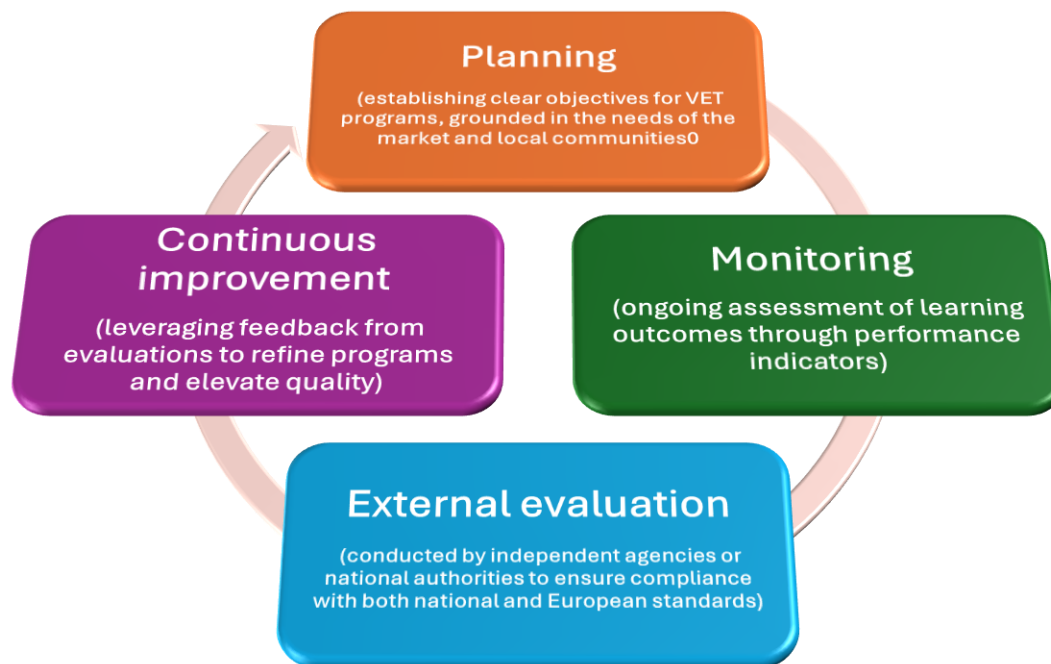 Planning
(establishing clear objectives for VET
programs, grounded in the needs of the
market and local communities0
Monitoring
(ongoing assessment of learning
outcomes through performance
indicators)
External evaluation
(conducted by independent agencies or
national authorities to ensure compliance
with both national and European standards)
Continuous
improvement
(leveraging feedback from
evaluations to refine programs
and elevate quality)